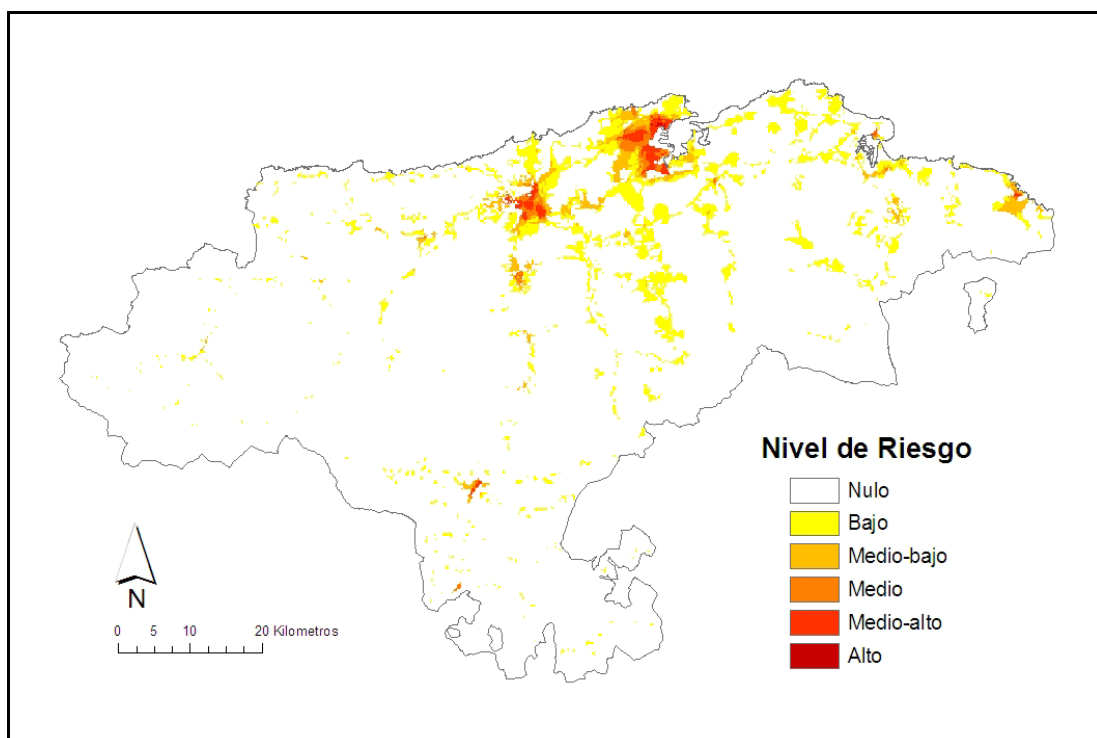 Nivel de Riesgo
Nulo
Bajo
Medio-bajo
Medio
Medio-alto
Alto
N
0 5 10 20 Kilometros